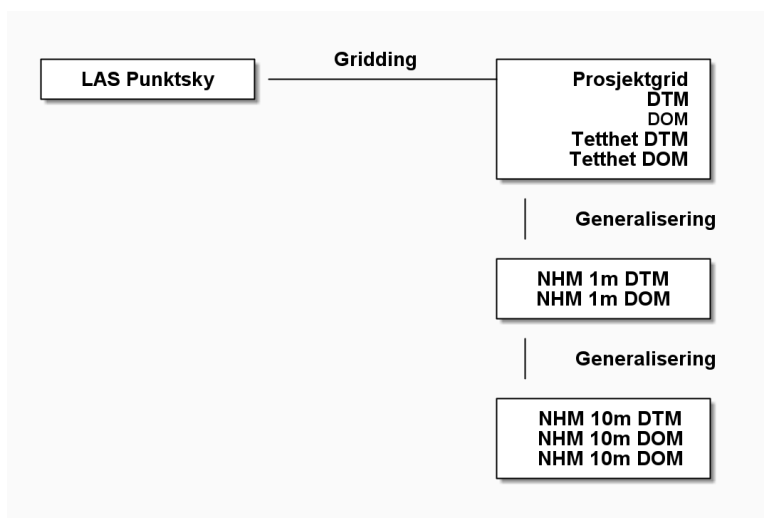 Gridding
LAS Punktsky
Prosjektgrid
DTM
DOM
Tetthet DTM
Tetthet DOM
Generalisering
NHM 1m DTM
NHM 1m DOM
Generalisering
NHM 10m DTM
NHM 10m DOM
NHM 10m DOM